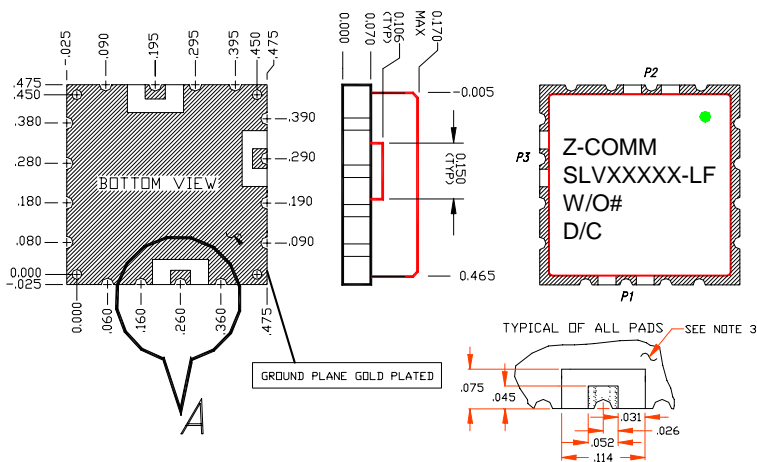 -.025
.090
.195
.295
.395
.450
.475
.475
.450
.380
.280
.180
.080
0.000
-.025
.390
.290
.190
.090
BOTTOM VIEW
0.000
.060
.160
.260
.360
.475
A
GROUND PLANE GOLD PLATED
0.000
0.070
0.106
(TYP)
0.170
MAX
-0.005
0.150
(TYP)
0.465
P2
P3
Z-COMM
SLVXXXXX-LF
W/O#
D/C
P1
TYPICAL OF ALL PADS
SEE NOTE 3
.075
.045
.031
.026
.052
.114